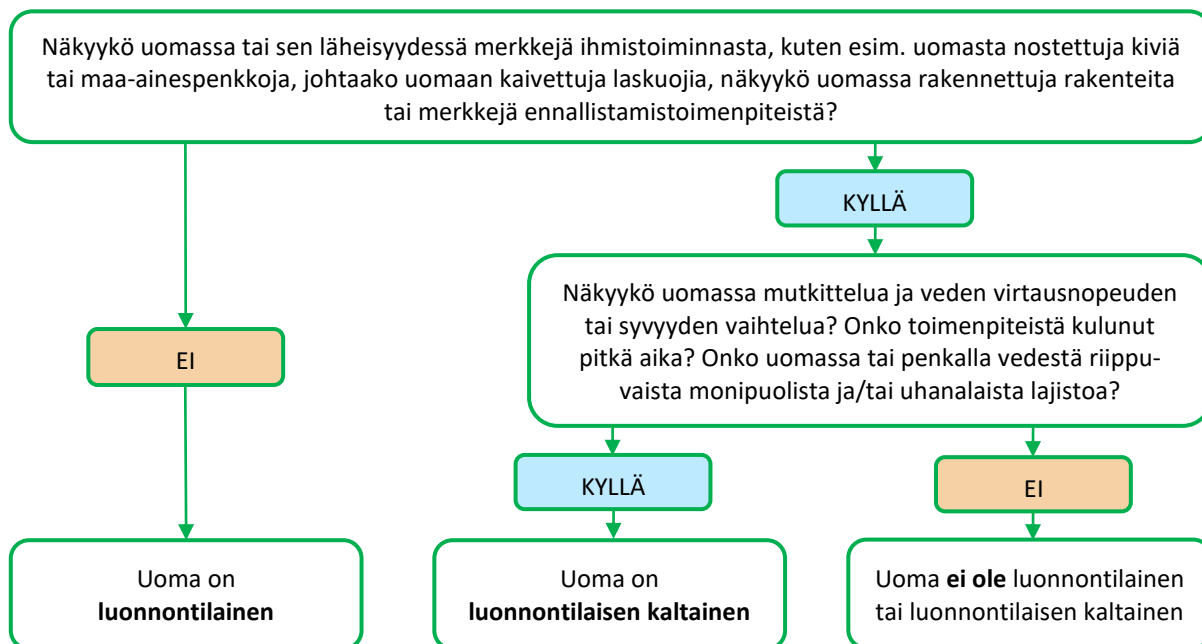 Näkyykö uomassa tai sen läheisyydessä merkkejä ihmistoiminnasta, kuten esim. uomasta nostettuja kiviä
tai maa-ainespenkkoja, johtaako uomaan kaivettuja laskuojia, näkyykö uomassa rakennettuja rakenteita
tai merkkejä ennallistamistoimenpiteistä?
KYLLÄ
Näkyykö uomassa mutkittelua ja veden virtausnopeuden
tai syvyyden vaihtelua? Onko toimenpiteistä kulunut
pitkä aika? Onko uomassa tai penkalla vedestä riippu-
vaista monipuolista ja/tai uhanalaista lajistoa?
EI
KYLLÄ
EI
Uoma on
luonnontilainen
Uoma on
luonnontilaisen kaltainen
Uoma ei ole luonnontilainen
tai luonnontilaisen kaltainen